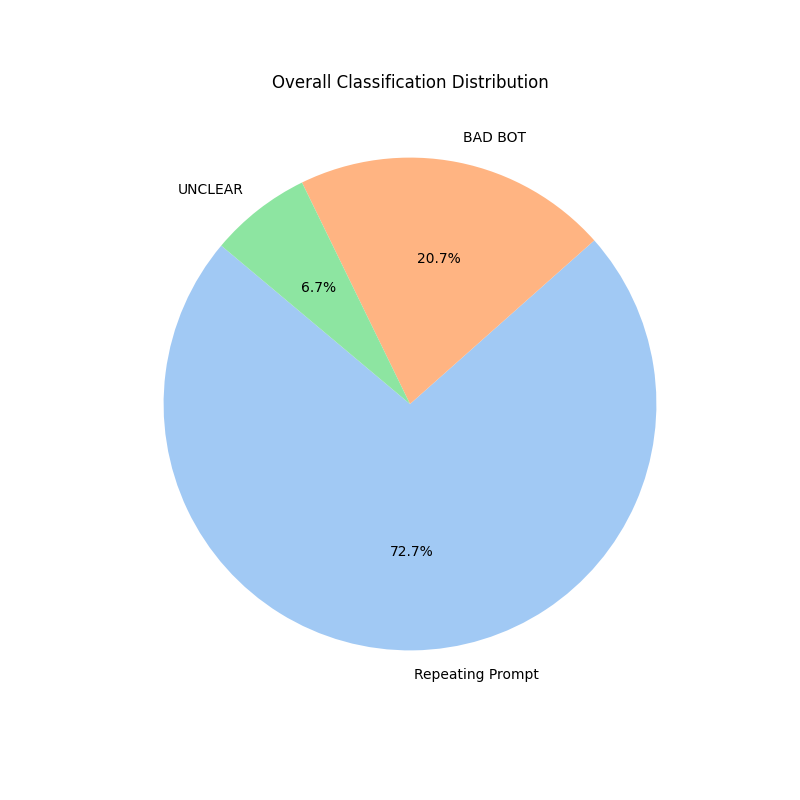 Overall Classification Distribution
BAD BOT
UNCLEAR
20.7%
6.7%
72.7%
Repeating Prompt